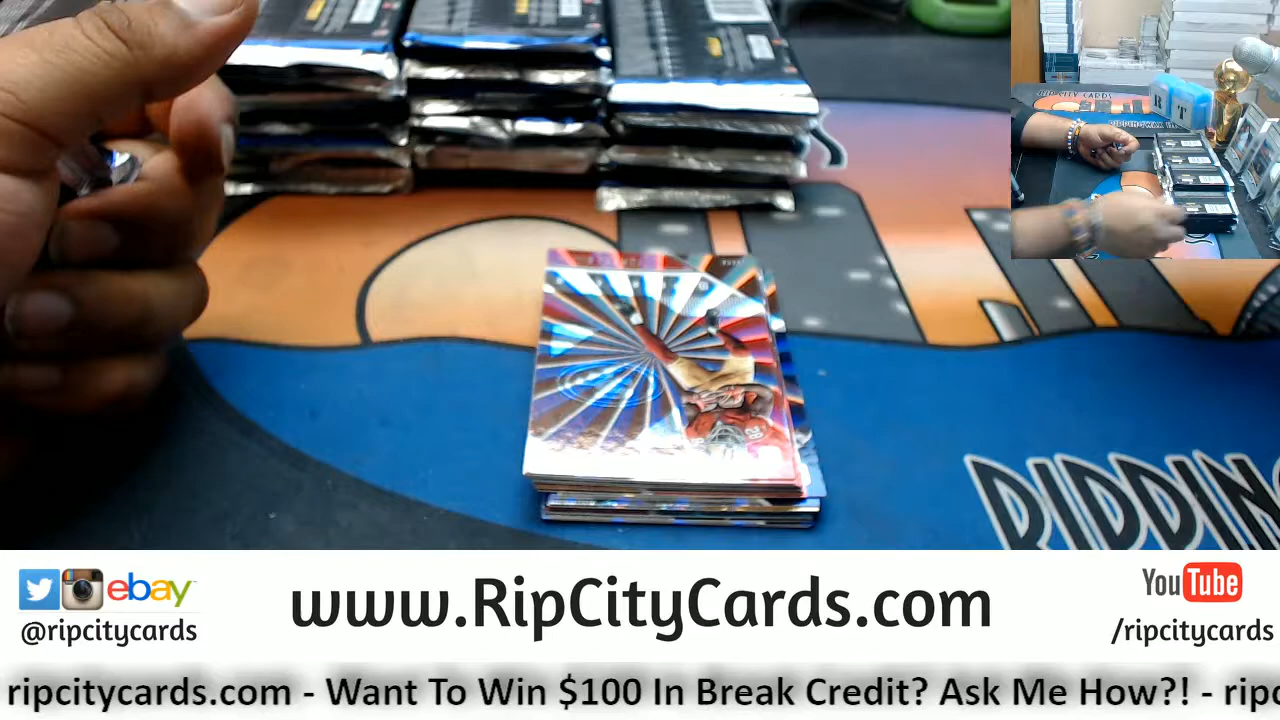 RIP CITY CARDS
B T
28
RIPPIN
ebay
@ripcitycards
www.RipCityCards.com
YouTube
/ripcitycards
ripcitycards.com - Want To Win $100 In Break Credit? Ask Me How?! - ripc